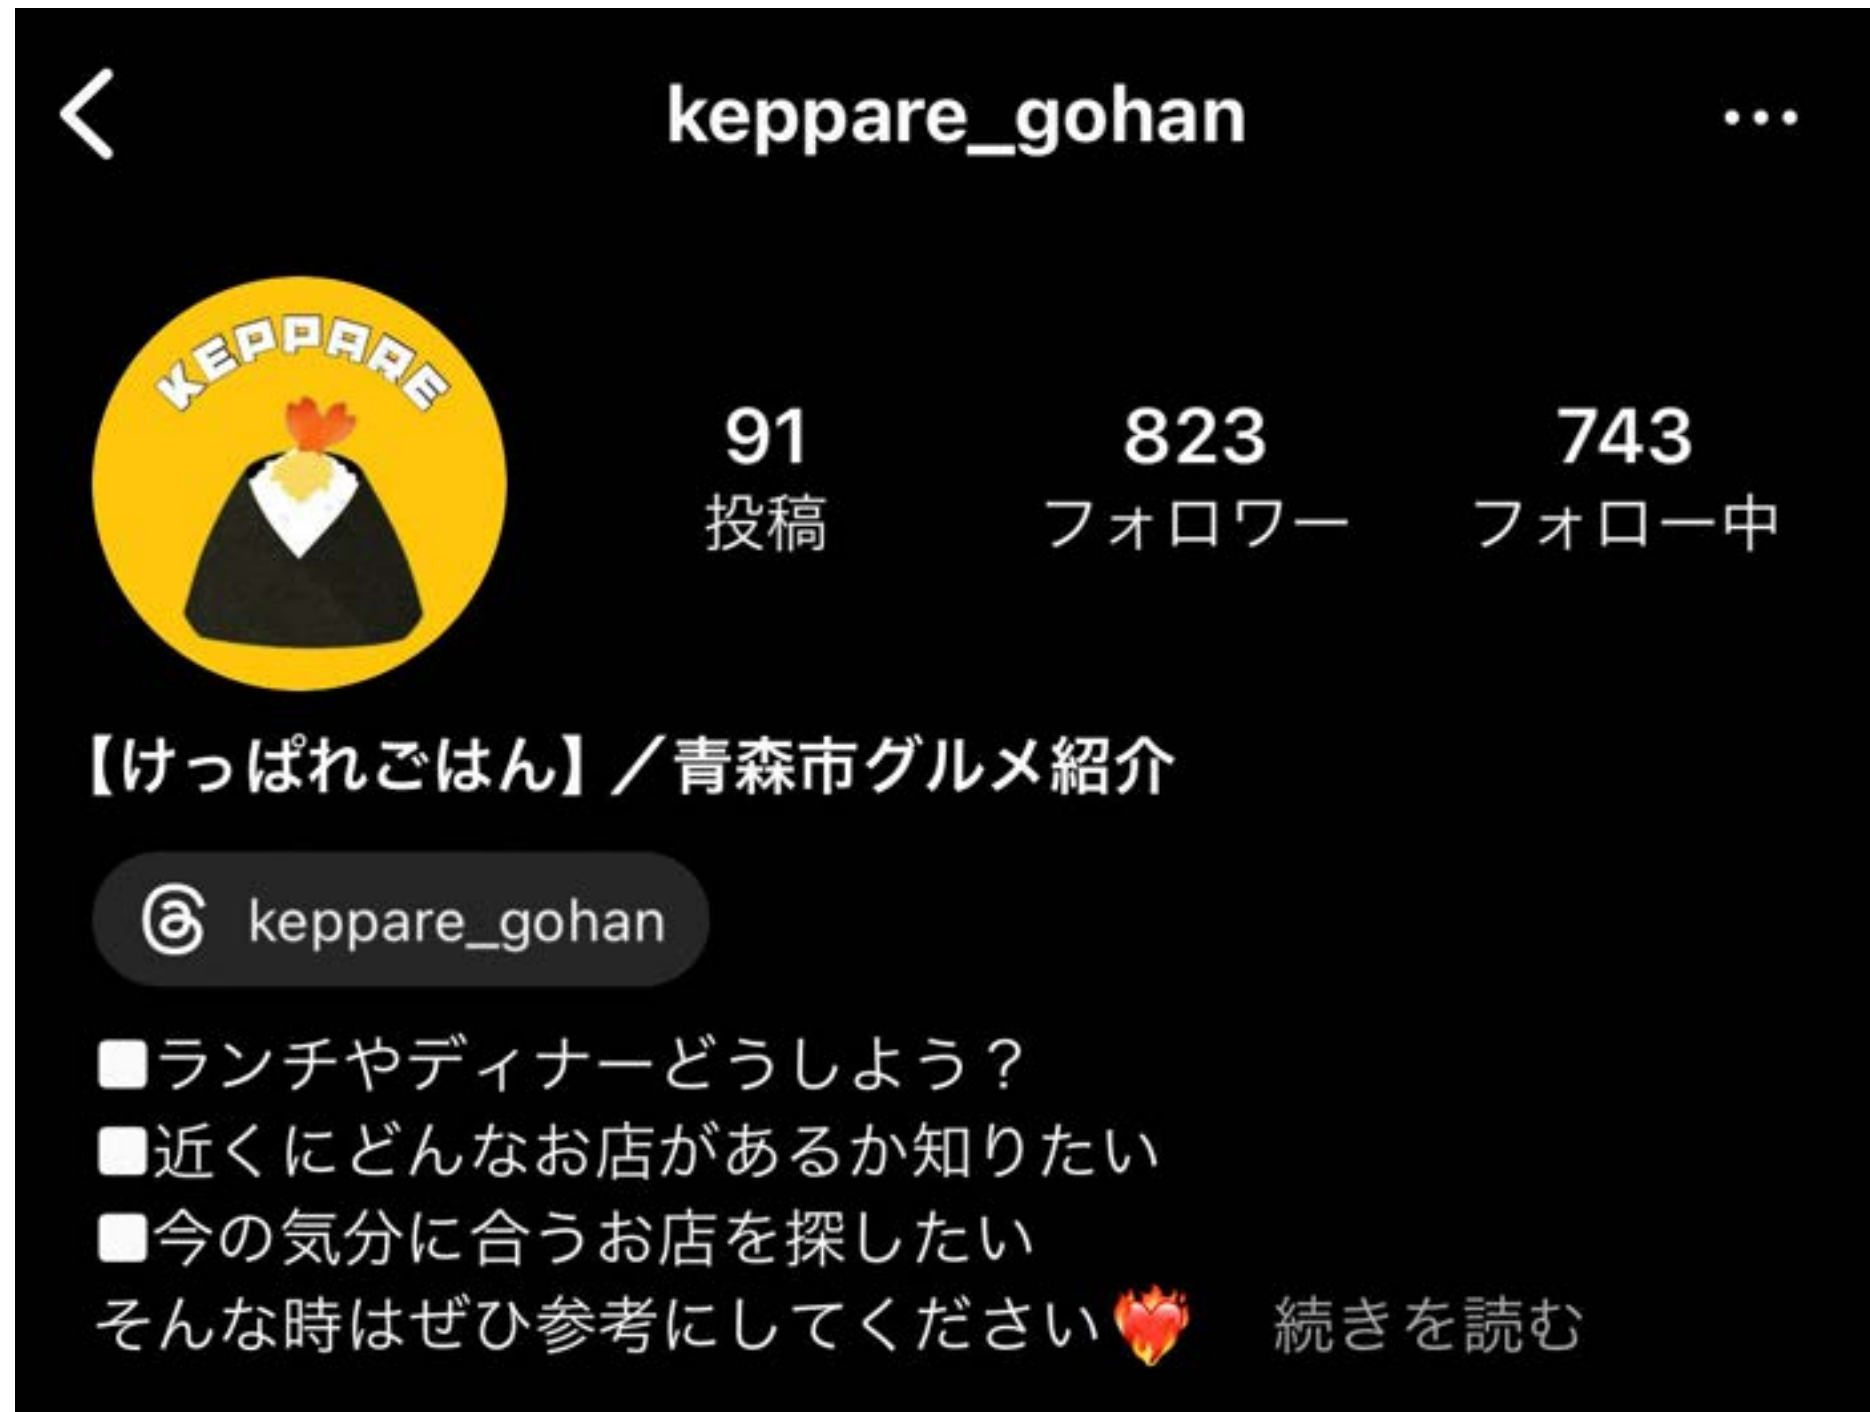 keppare_gohan
KEPPARE
91 823 743
投稿 フォロワー フォロー中
【けっぱれごはん】／青森市グルメ紹介
keppare_gohan
⬜ランチやディナーどうしよう？
⬜近くにどんなお店があるか知りたい
⬜今の気分に合うお店を探したい
そんな時はぜひ参考にしてください❤️‍🔥 続きを読む